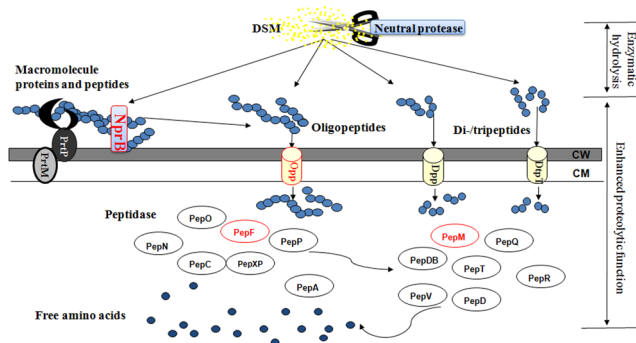 DSM
Neutral protease
Enzymatic
hydrolysis
Macromolecule
proteins and peptides
NprB
PrtP
PrtM
Oligopeptides
Di-/tripeptides
Opp
Dpp
DtpT
CW
CM
Enhanced proteolytic function
Peptidase
PepO
PepF
PepN
PepP
PepC
PepXP
PepA
PepM
PepQ
PepDB
PepT
PepR
PepV
PepD
Free amino acids